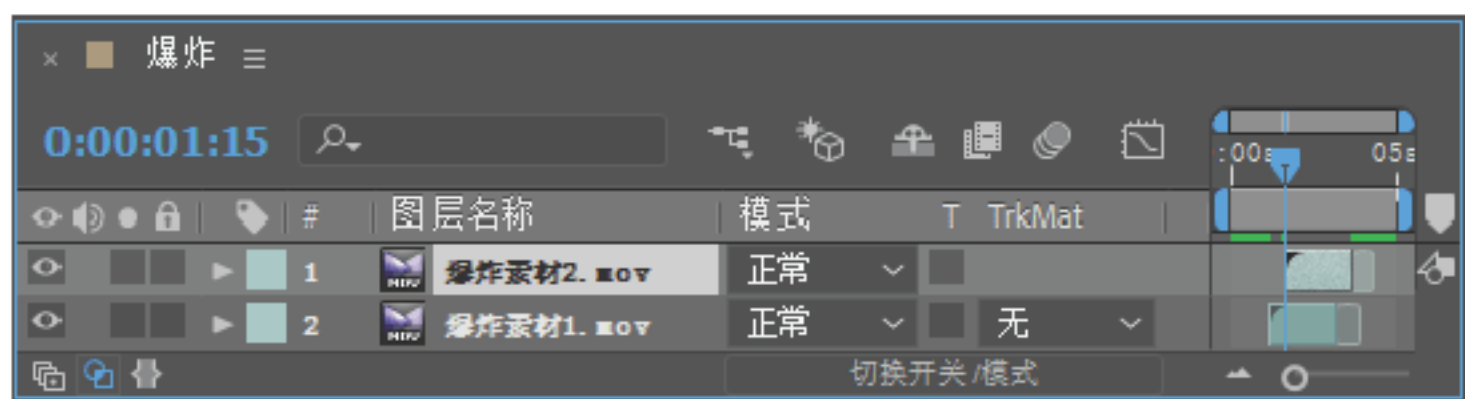 爆炸
0:00:01:15
:00s 05s
# 图层名称 模式 T TrkMat
1 爆炸素材2.mov 正常
2 爆炸素材1.mov 正常 无
切换开关/模式